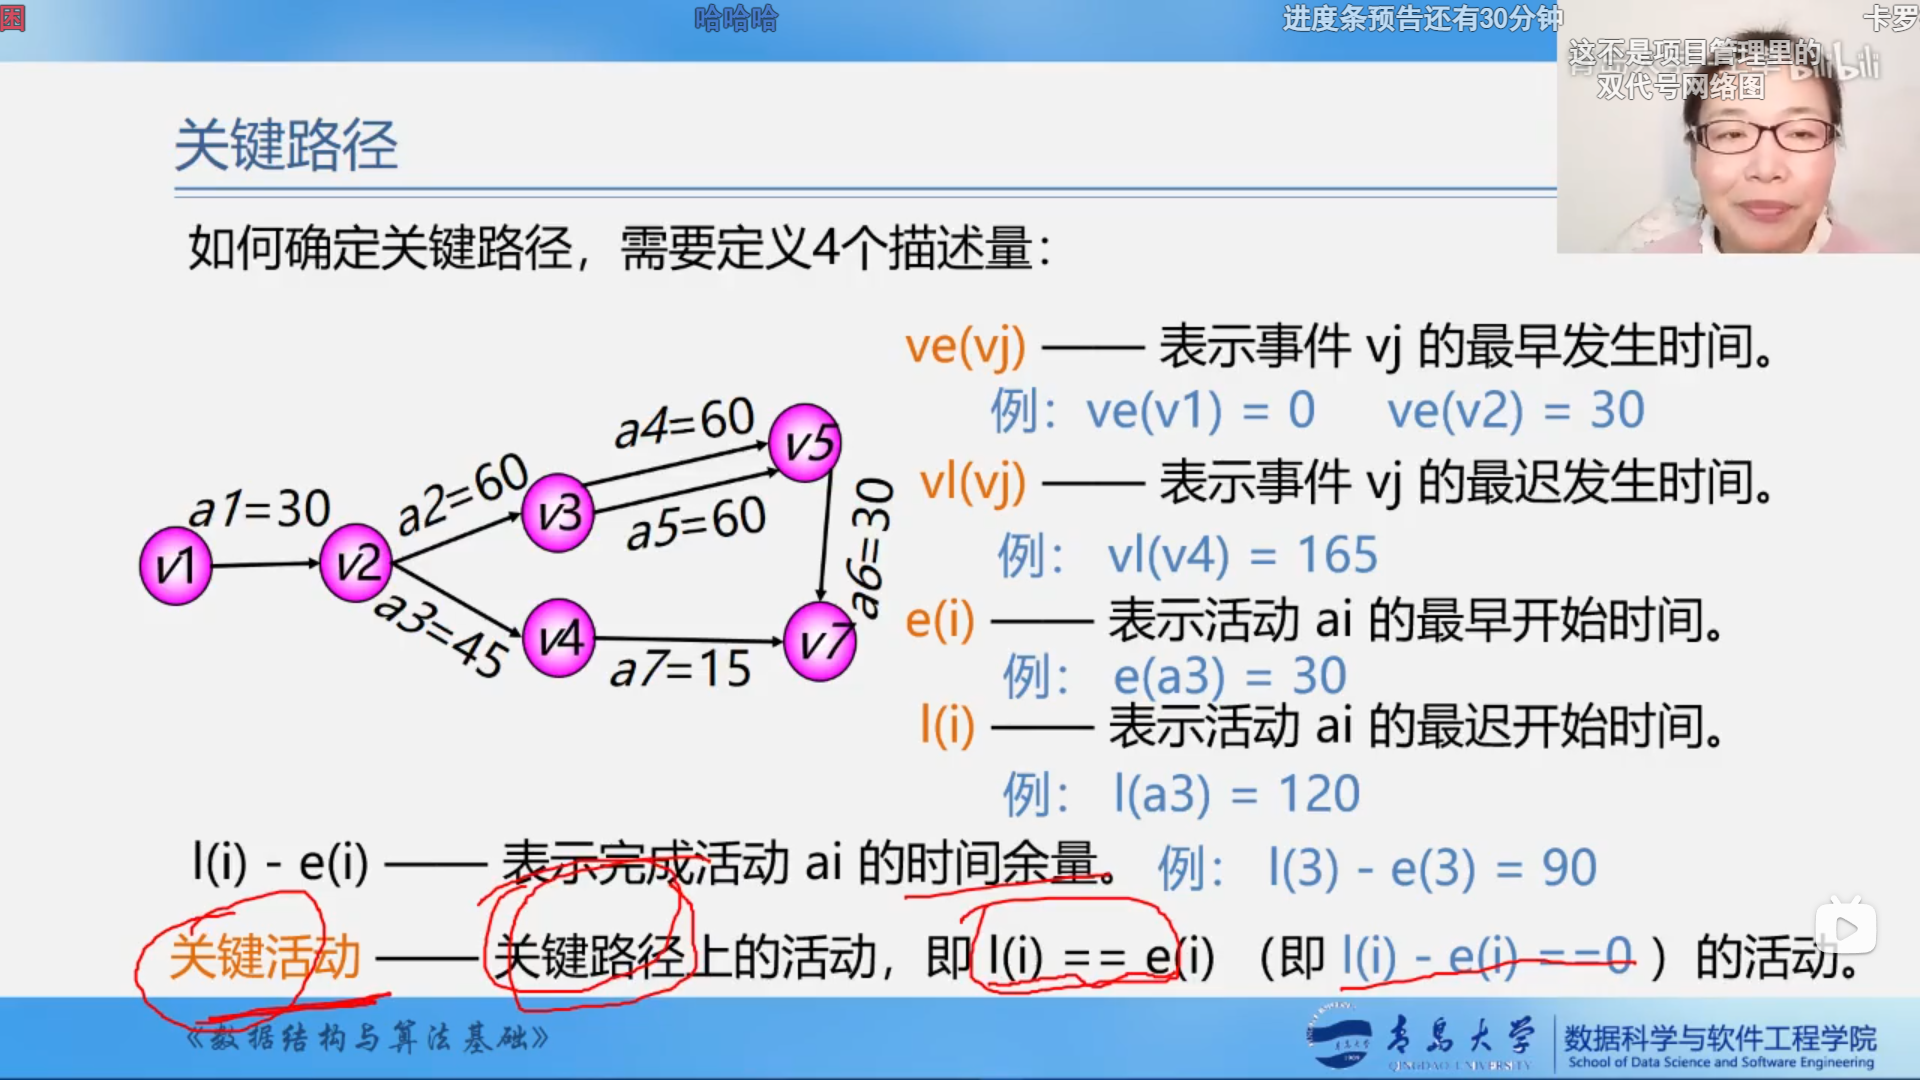 困
哈哈哈
进度条预告还有30分钟
卡罗
这不是项目管理里的
双代号网络图
bilibili
关键路径
如何确定关键路径，需要定义4个描述量：
ve(vj) —— 表示事件 vj 的最早发生时间。
例：ve(v1) = 0 ve(v2) = 30
vl(vj) —— 表示事件 vj 的最迟发生时间。
例： vl(v4) = 165
e(i) —— 表示活动 ai 的最早开始时间。
例： e(a3) = 30
l(i) —— 表示活动 ai 的最迟开始时间。
例： l(a3) = 120
a1=30
a2=60
a3=45
a4=60
a5=60
a6=30
a7=15
v1
v2
v3
v4
v5
v7
l(i) - e(i) —— 表示完成活动 ai 的时间余量。 例： l(3) - e(3) = 90
关键活动 —— 关键路径上的活动，即 l(i) == e(i) （即 l(i) - e(i) ==0 ）的活动。
《数据结构与算法基础》
青岛大学
QINGDAO UNIVERSITY
数据科学与软件工程学院
School of Data Science and Software Engineering